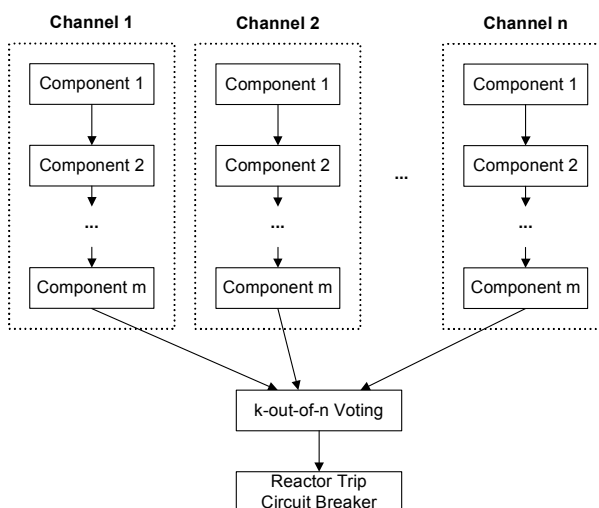 Channel 1
Channel 2
Channel n
Component 1
Component 1
Component 1
Component 2
Component 2
Component 2
...
...
...
...
Component m
Component m
Component m
k-out-of-n Voting
Reactor Trip
Circuit Breaker